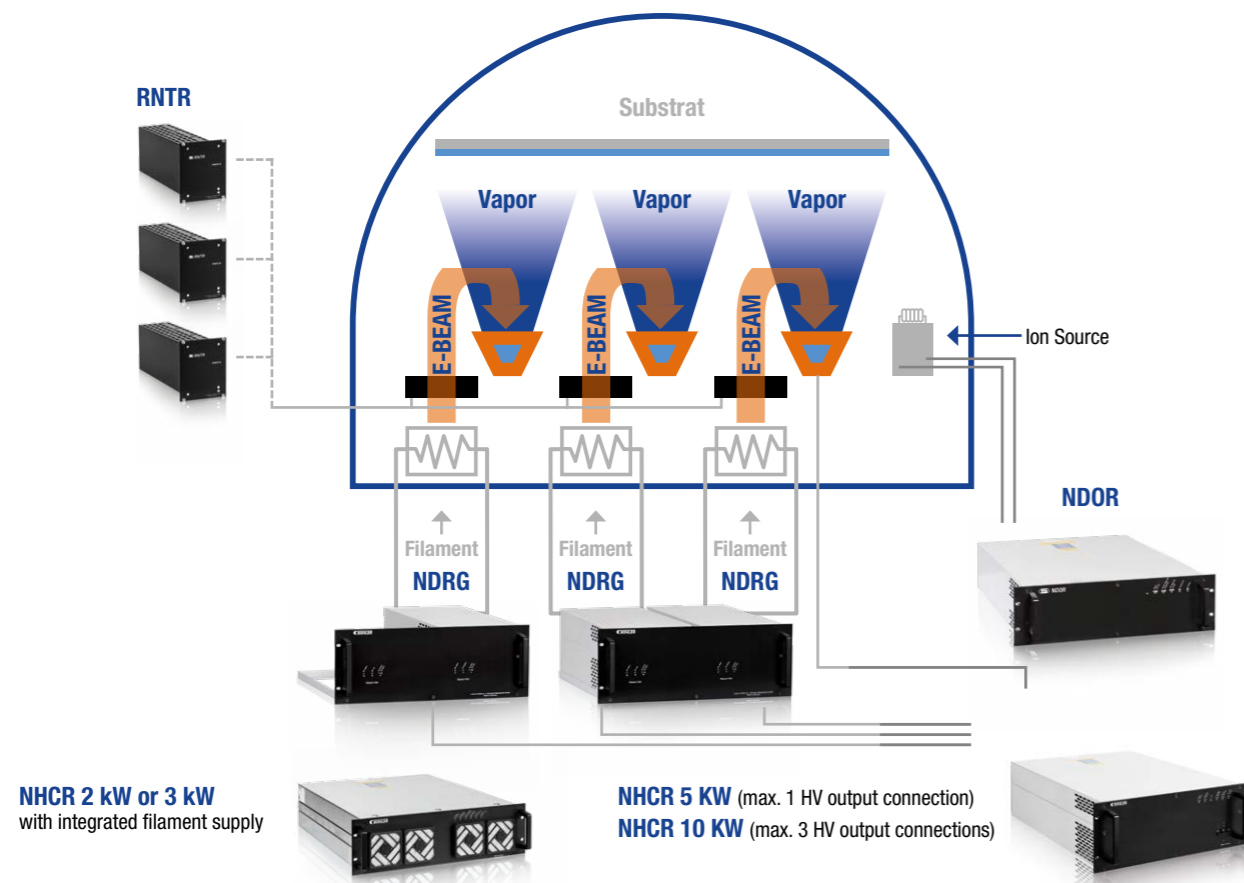 RNTR
Substrat
Vapor
Vapor
Vapor
E-BEAM
E-BEAM
E-BEAM
Ion Source
NDOR
Filament
Filament
Filament
NDRG
NDRG
NDRG
NDOR
NHCR 2 kW or 3 kW
with integrated filament supply
NHCR 5 KW (max. 1 HV output connection)
NHCR 10 KW (max. 3 HV output connections)